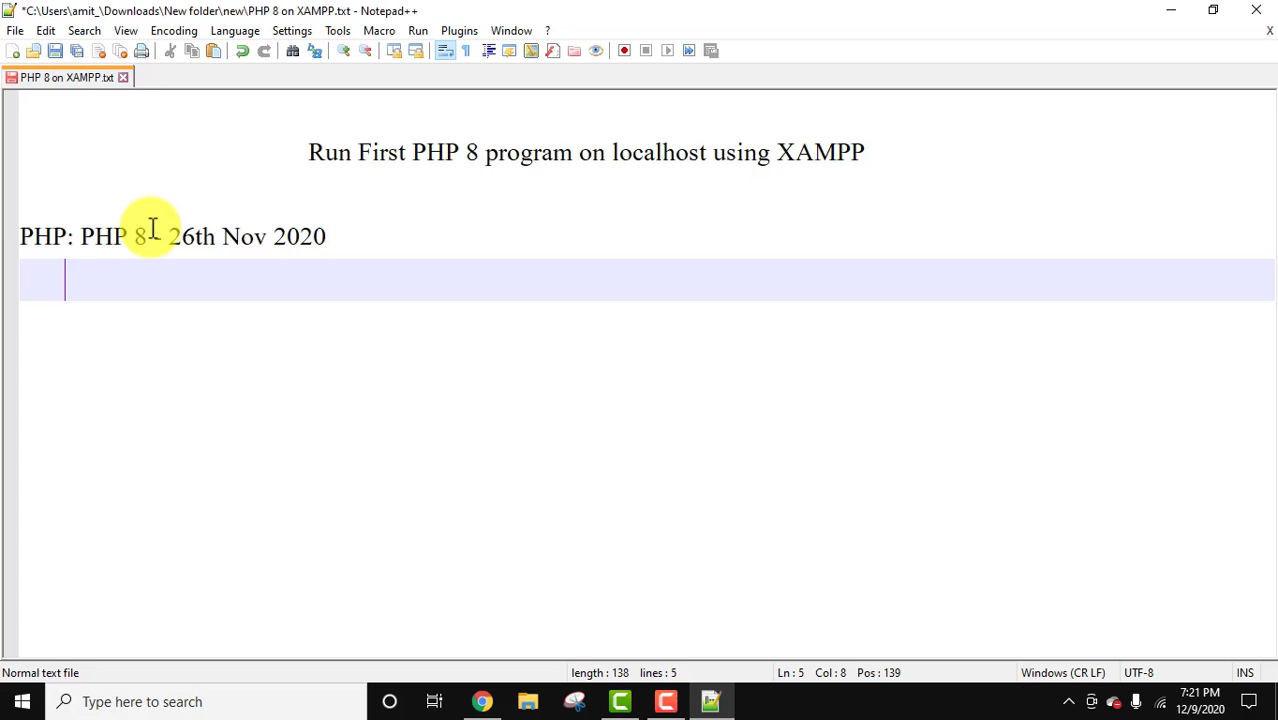 *C:\Users\amit_\Downloads\New folder\new\PHP 8 on XAMPP.txt - Notepad++
File Edit Search View Encoding Language Settings Tools Macro Run Plugins Window ? X
PHP 8 on XAMPP.txt
Run First PHP 8 program on localhost using XAMPP
PHP: PHP 8 - 26th Nov 2020
Normal text file length : 138 lines : 5 Ln : 5 Col : 8 Pos : 139 Windows (CR LF) UTF-8 INS
Type here to search
7:21 PM
12/9/2020